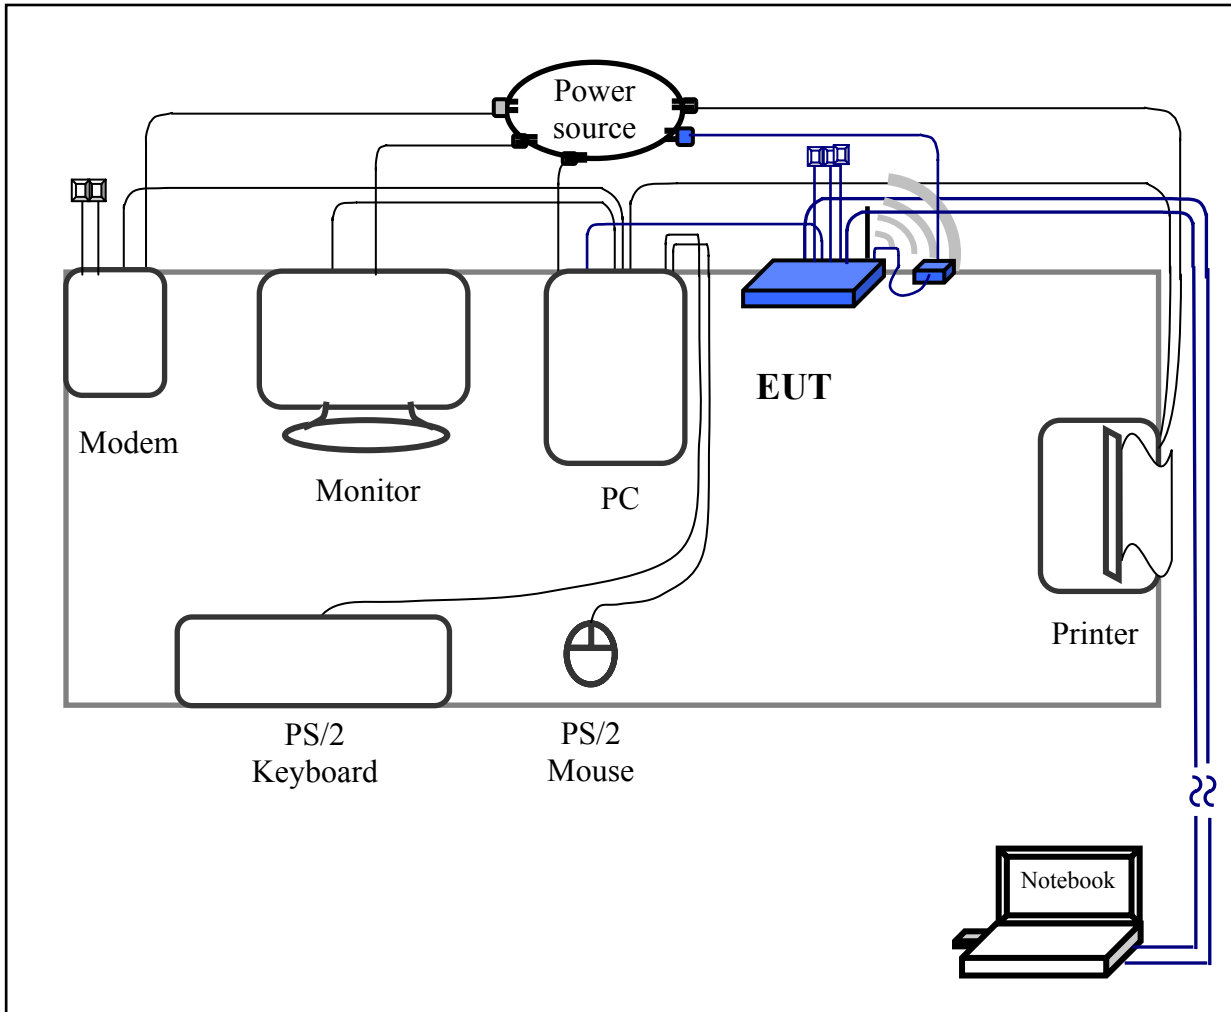 Power
source
EUT
Modem
Monitor
PC
Printer
PS/2
Keyboard
PS/2
Mouse
Notebook